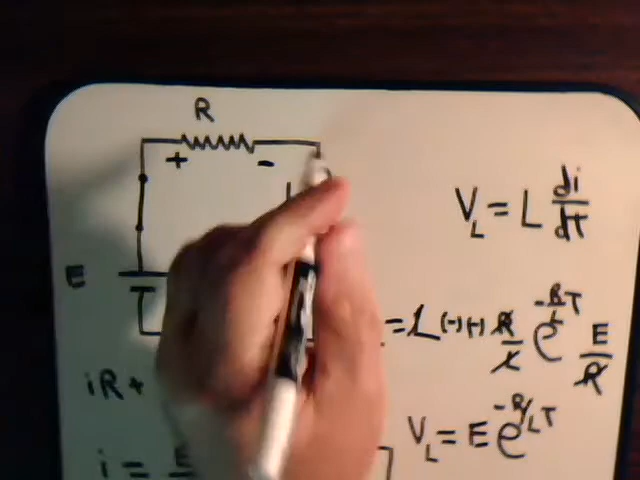 R
+ -
E
V_L = L di/dT
= L (-)(+) R/L e^(-R/L T) E/R
iR +
V_L = E e^(-R/L T)
i = E